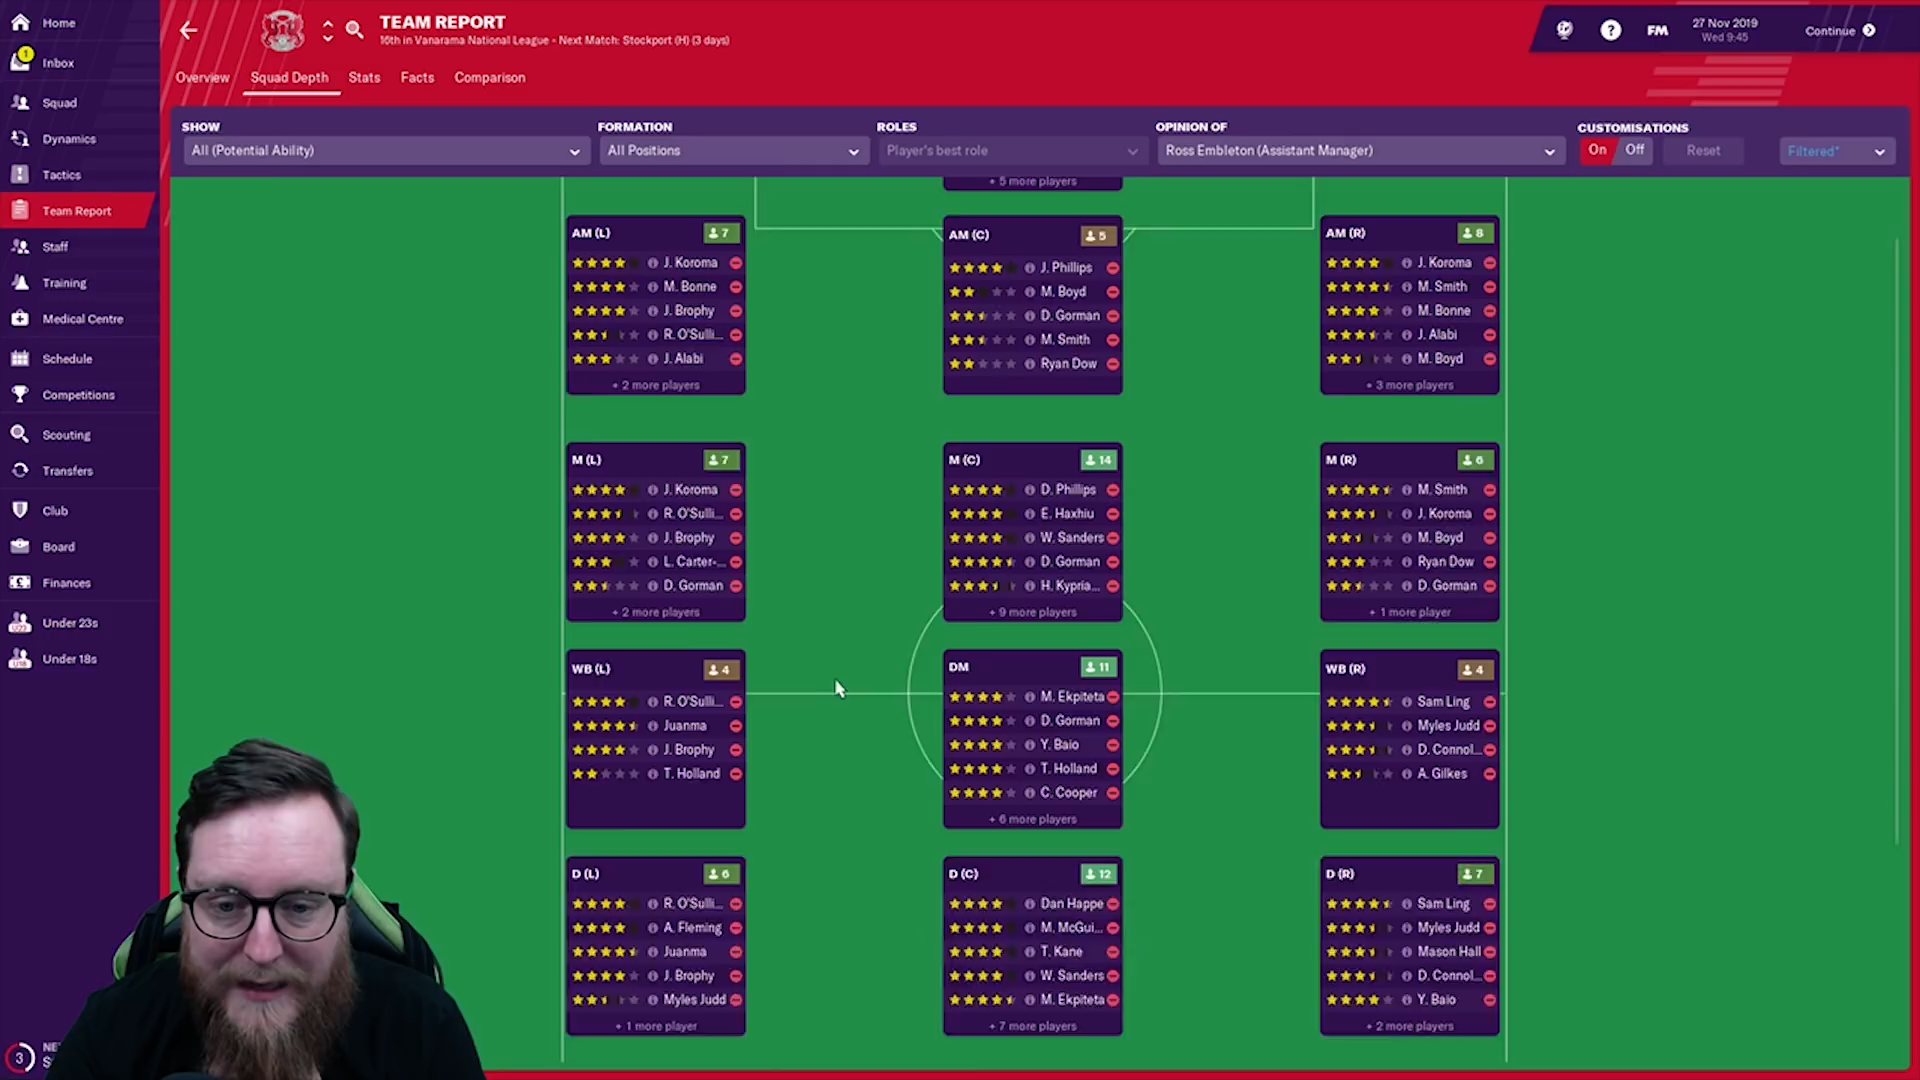 Home
1
Inbox
Squad
Dynamics
Tactics
Team Report
Staff
Training
Medical Centre
Schedule
Competitions
Scouting
Transfers
Club
Board
Finances
Under 23s
Under 18s
3
NE
S
TEAM REPORT
16th in Vanarama National League - Next Match: Stockport (H) (3 days)
FM
27 Nov 2019
Wed 9:45
Continue
Overview
Squad Depth
Stats
Facts
Comparison
SHOW
All (Potential Ability)
FORMATION
All Positions
ROLES
Player's best role
OPINION OF
Ross Embleton (Assistant Manager)
CUSTOMISATIONS
On
Off
Reset
Filtered*
+ 5 more players
AM (L) 7
J. Koroma
M. Bonne
J. Brophy
R. O'Sulli...
J. Alabi
+ 2 more players
AM (C) 5
J. Phillips
M. Boyd
D. Gorman
M. Smith
Ryan Dow
AM (R) 8
J. Koroma
M. Smith
M. Bonne
J. Alabi
M. Boyd
+ 3 more players
M (L) 7
J. Koroma
R. O'Sulli...
J. Brophy
L. Carter-...
D. Gorman
+ 2 more players
M (C) 14
D. Phillips
E. Haxhiu
W. Sanders
D. Gorman
H. Kypria...
+ 9 more players
M (R) 6
M. Smith
J. Koroma
M. Boyd
Ryan Dow
D. Gorman
+ 1 more player
WB (L) 4
R. O'Sulli...
Juanma
J. Brophy
T. Holland
DM 11
M. Ekpiteta
D. Gorman
Y. Baio
T. Holland
C. Cooper
+ 6 more players
WB (R) 4
Sam Ling
Myles Judd
D. Connol...
A. Gilkes
D (L) 6
R. O'Sulli...
A. Fleming
Juanma
J. Brophy
Myles Judd
+ 1 more player
D (C) 12
Dan Happe
M. McGui...
T. Kane
W. Sanders
M. Ekpiteta
+ 7 more players
D (R) 7
Sam Ling
Myles Judd
Mason Hall
D. Connol...
Y. Baio
+ 2 more players